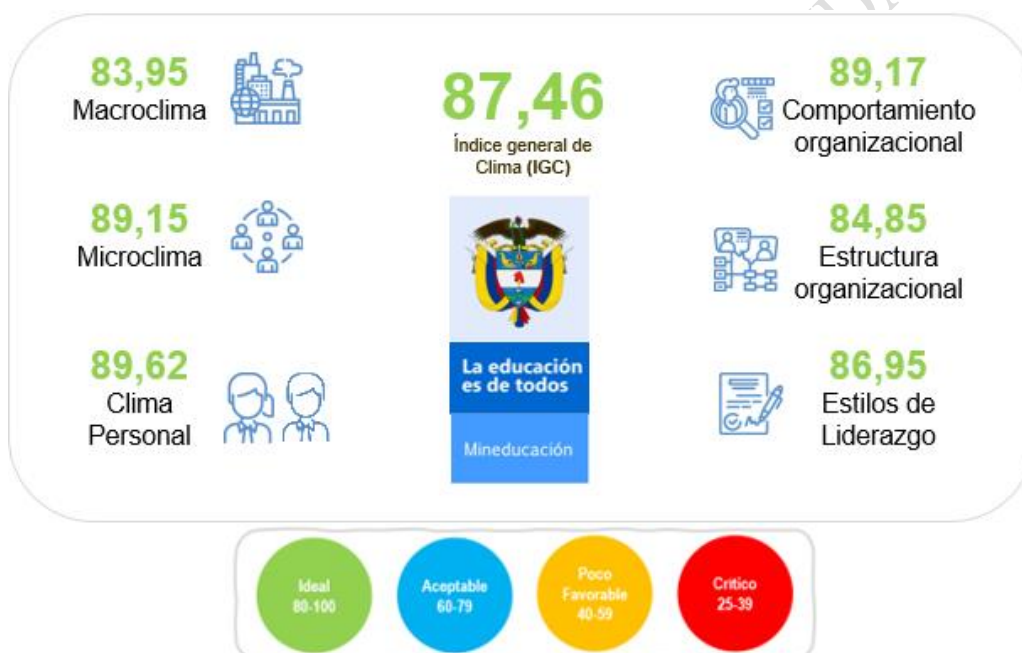 83,95
Macroclima
89,15
Microclima
89,62
Clima
Personal
87,46
Índice general de
Clima (IGC)
La educación
es de todos
Mineducación
89,17
Comportamiento
organizacional
84,85
Estructura
organizacional
86,95
Estilos de
Liderazgo
Ideal
80-100
Aceptable
60-79
Poco
Favorable
40-59
Critico
25-39